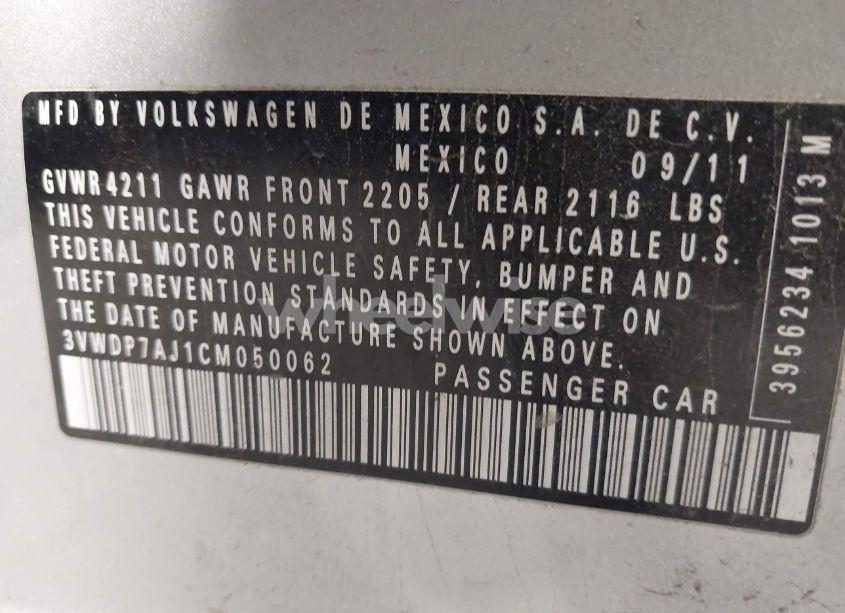 MFD BY VOLKSWAGEN DE MEXICO S.A. DE C.V.
MEXICO 09/11
GVWR4211 GAWR FRONT 2205 / REAR 2116 LBS
THIS VEHICLE CONFORMS TO ALL APPLICABLE U.S.
FEDERAL MOTOR VEHICLE SAFETY, BUMPER AND
THEFT PREVENTION STANDARDS IN EFFECT ON
THE DATE OF MANUFACTURE SHOWN ABOVE.
3VWDP7AJ1CM050062 PASSENGER CAR
3956234 1013 M
wheelwise